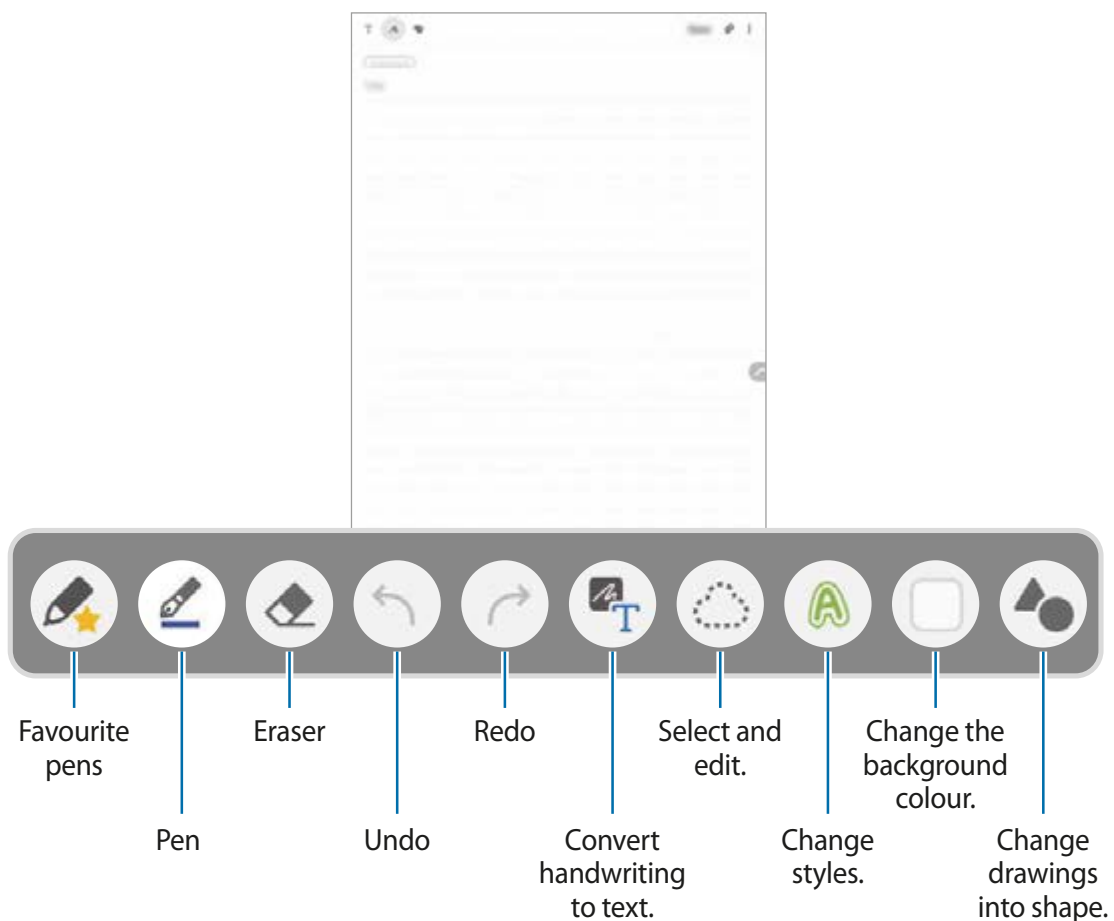 T
Favourite
pens
Eraser
Redo
Select and
edit.
Change the
background
colour.
Pen
Undo
Convert
handwriting
to text.
Change
styles.
Change
drawings
into shape.